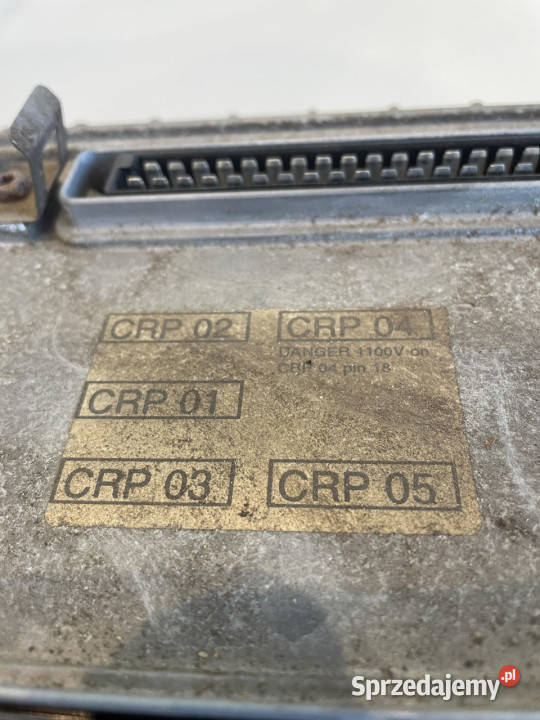 CRP 02
CRP 04
DANGER 1100V on
CRP 04 pin 18
CRP 01
CRP 03
CRP 05
Sprzedajemy.pl